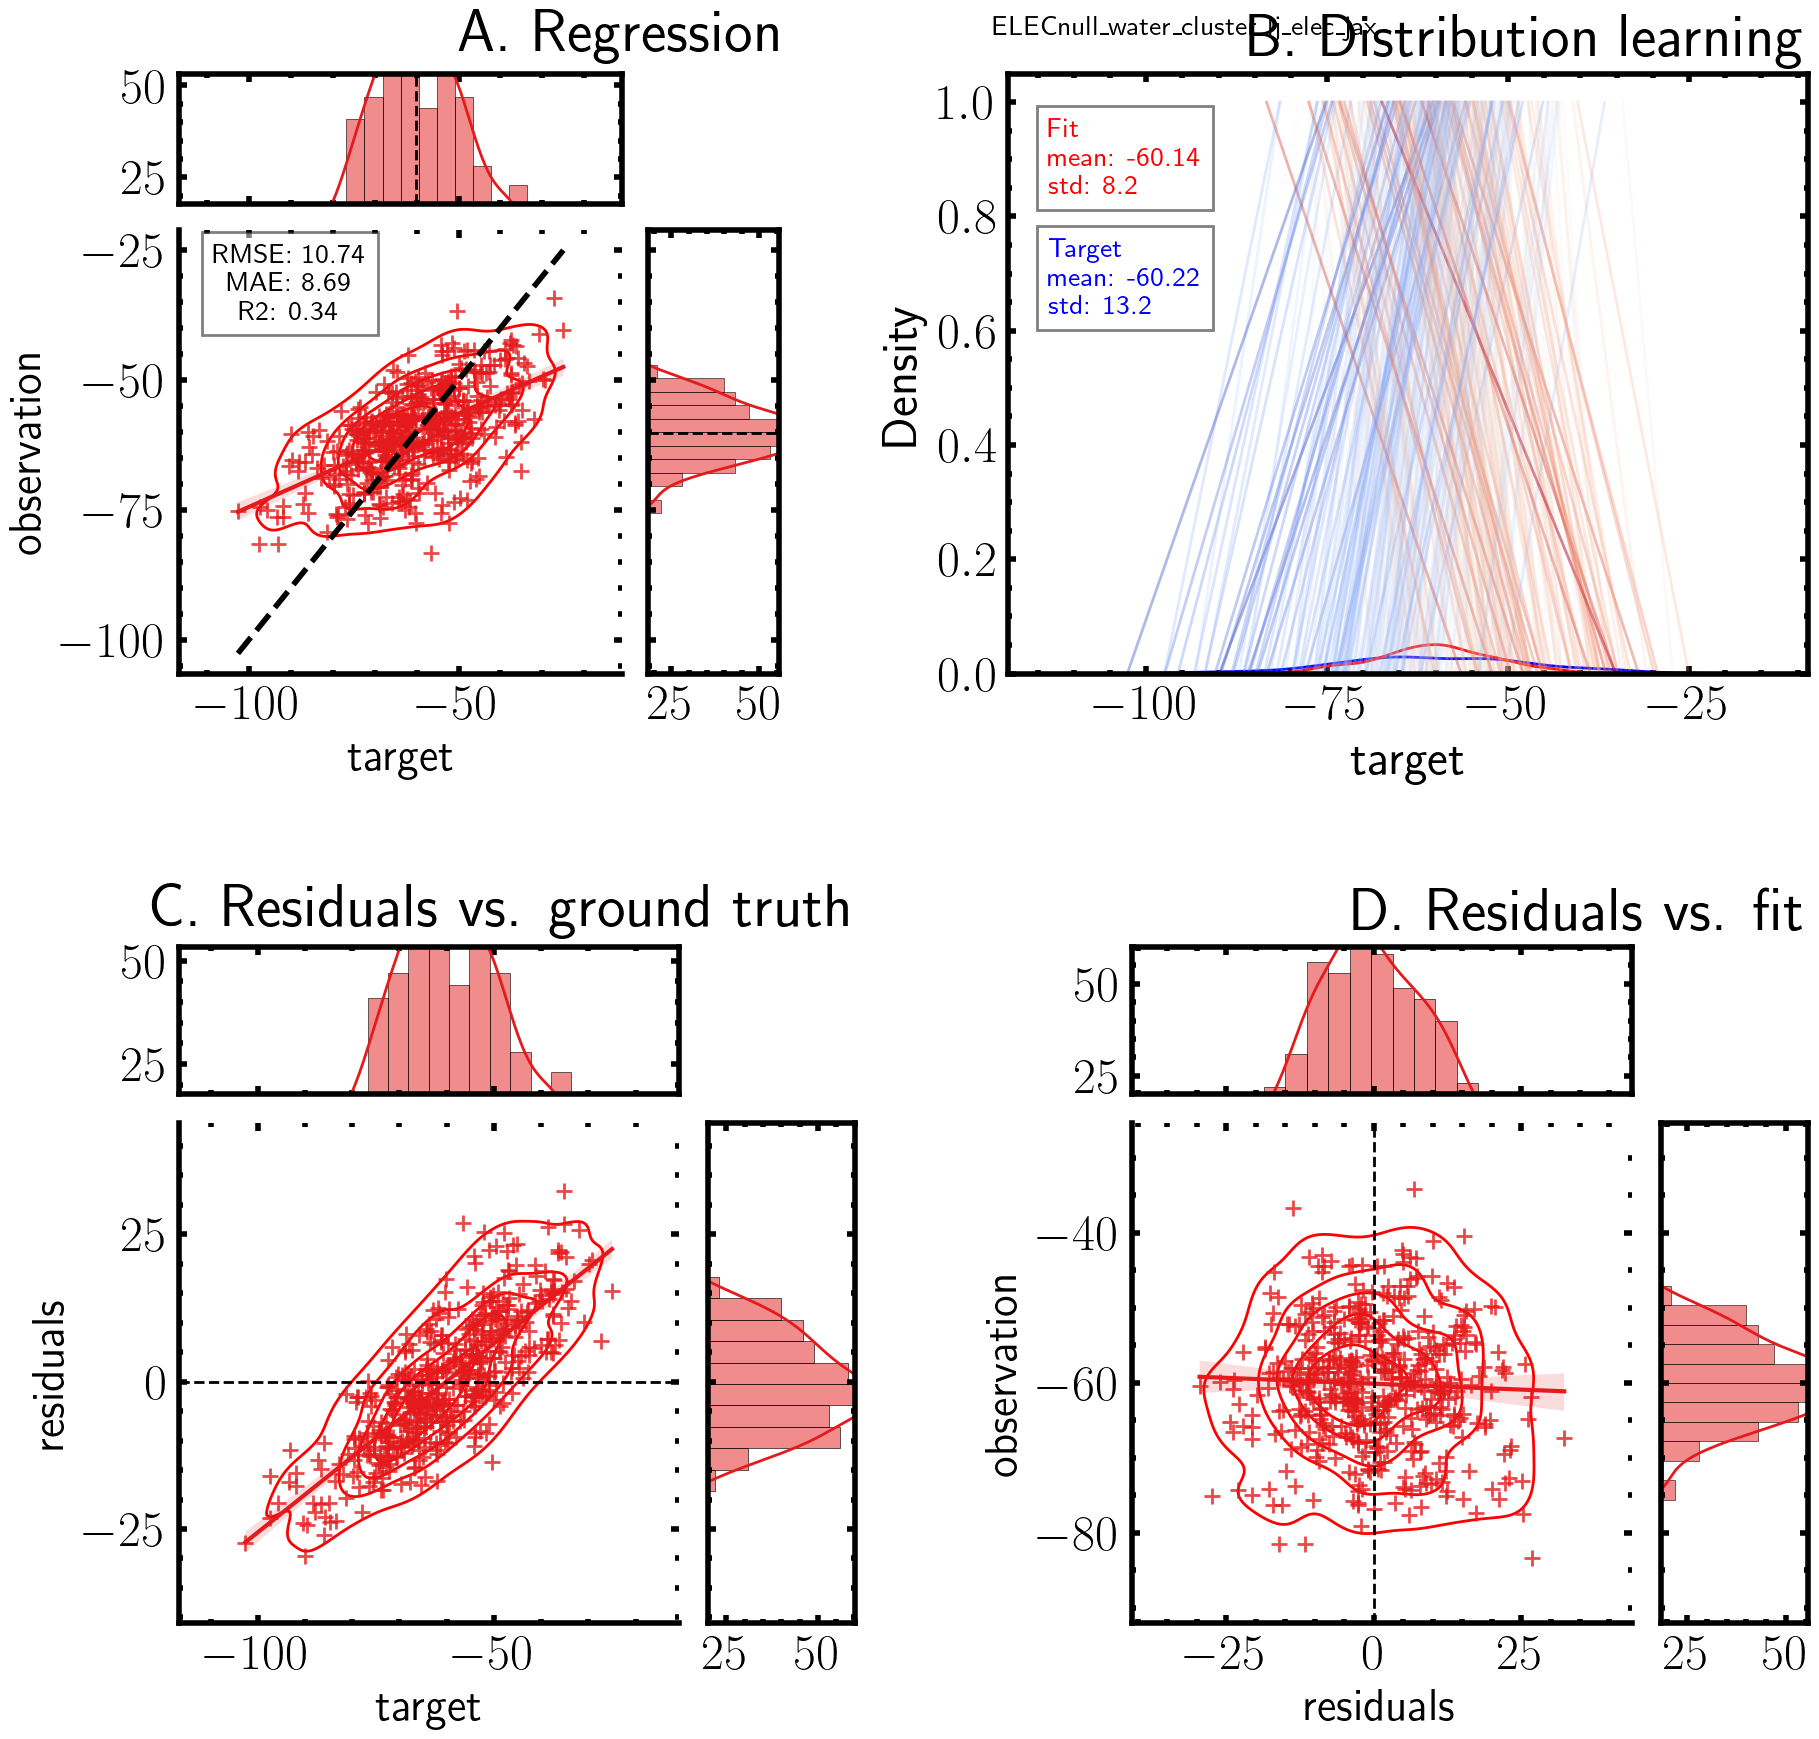 A. Regression
50
25
−25
−50
−75
−100
RMSE: 10.74
MAE: 8.69
R2: 0.34
observation
−100
−50
25
50
target
ELECnull_water_cluster_lj_elec_jax
B. Distribution learning
1.0
0.8
0.6
0.4
0.2
0.0
Fit
mean: -60.14
std: 8.2
Target
mean: -60.22
std: 13.2
Density
−100
−75
−50
−25
target
C. Residuals vs. ground truth
50
25
25
0
−25
residuals
−100
−50
25
50
target
D. Residuals vs. fit
50
25
−40
−60
−80
observation
−25
0
25
25
50
residuals